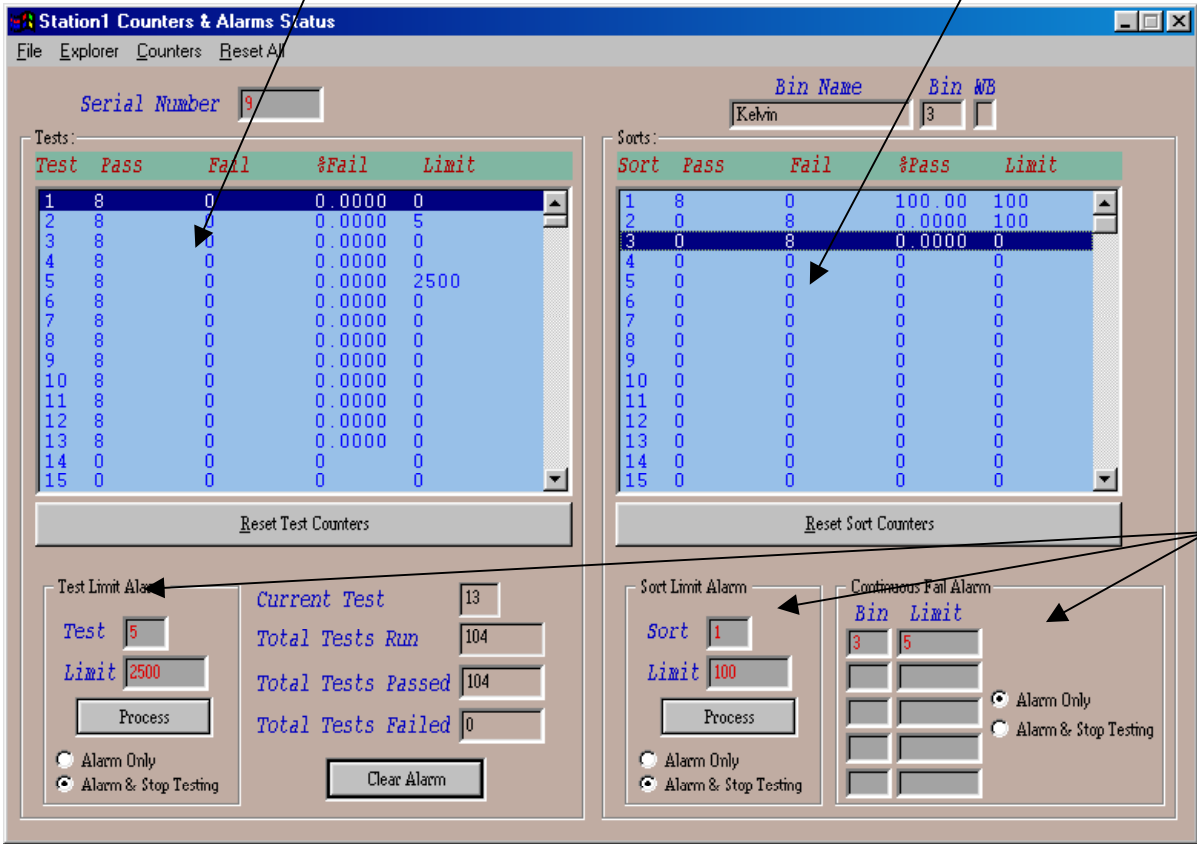 Station1 Counters & Alarms Status
File Explorer Counters Reset All
Serial Number 9
Bin Name Bin WB
Kelvin 3
Tests:
Test Pass Fail %Fail Limit
1 8 0 0.0000 0
2 8 0 0.0000 5
3 8 0 0.0000 0
4 8 0 0.0000 0
5 8 0 0.0000 2500
6 8 0 0.0000 0
7 8 0 0.0000 0
8 8 0 0.0000 0
9 8 0 0.0000 0
10 8 0 0.0000 0
11 8 0 0.0000 0
12 8 0 0.0000 0
13 8 0 0.0000 0
14 0 0 0 0
15 0 0 0 0
Reset Test Counters
Sorts:
Sort Pass Fail %Pass Limit
1 8 0 100.00 100
2 0 8 0.0000 100
3 0 8 0.0000 0
4 0 0 0 0
5 0 0 0 0
6 0 0 0 0
7 0 0 0 0
8 0 0 0 0
9 0 0 0 0
10 0 0 0 0
11 0 0 0 0
12 0 0 0 0
13 0 0 0 0
14 0 0 0 0
15 0 0 0 0
Reset Sort Counters
Test Limit Alarm
Test 5
Limit 2500
Process
Alarm Only
Alarm & Stop Testing
Current Test 13
Total Tests Run 104
Total Tests Passed 104
Total Tests Failed 0
Clear Alarm
Sort Limit Alarm
Sort 1
Limit 100
Process
Alarm Only
Alarm & Stop Testing
Continuous Fail Alarm
Bin Limit
3 5
Alarm Only
Alarm & Stop Testing